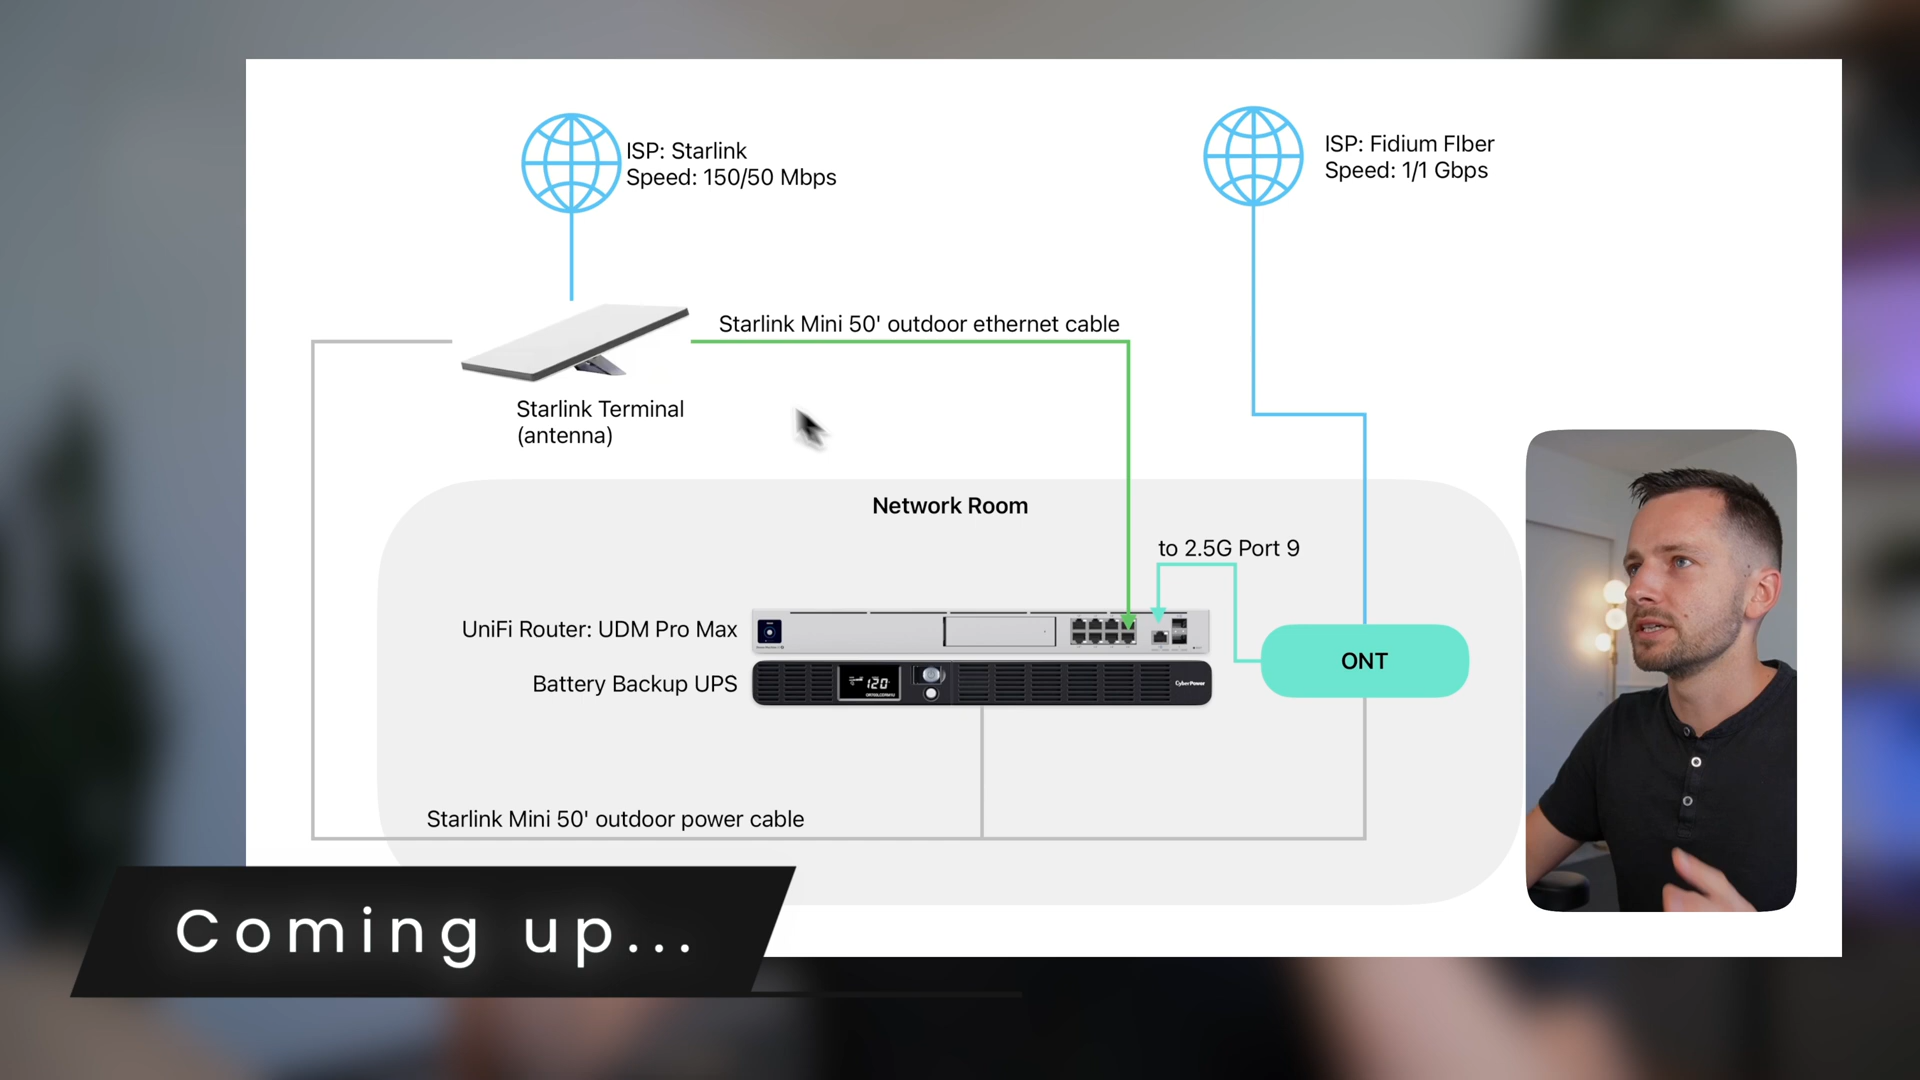 ISP: Starlink
Speed: 150/50 Mbps
ISP: Fidium FIber
Speed: 1/1 Gbps
Starlink Mini 50' outdoor ethernet cable
Starlink Terminal
(antenna)
Network Room
to 2.5G Port 9
UniFi Router: UDM Pro Max
ONT
Battery Backup UPS
120
CyberPower
Starlink Mini 50' outdoor power cable
Coming up...